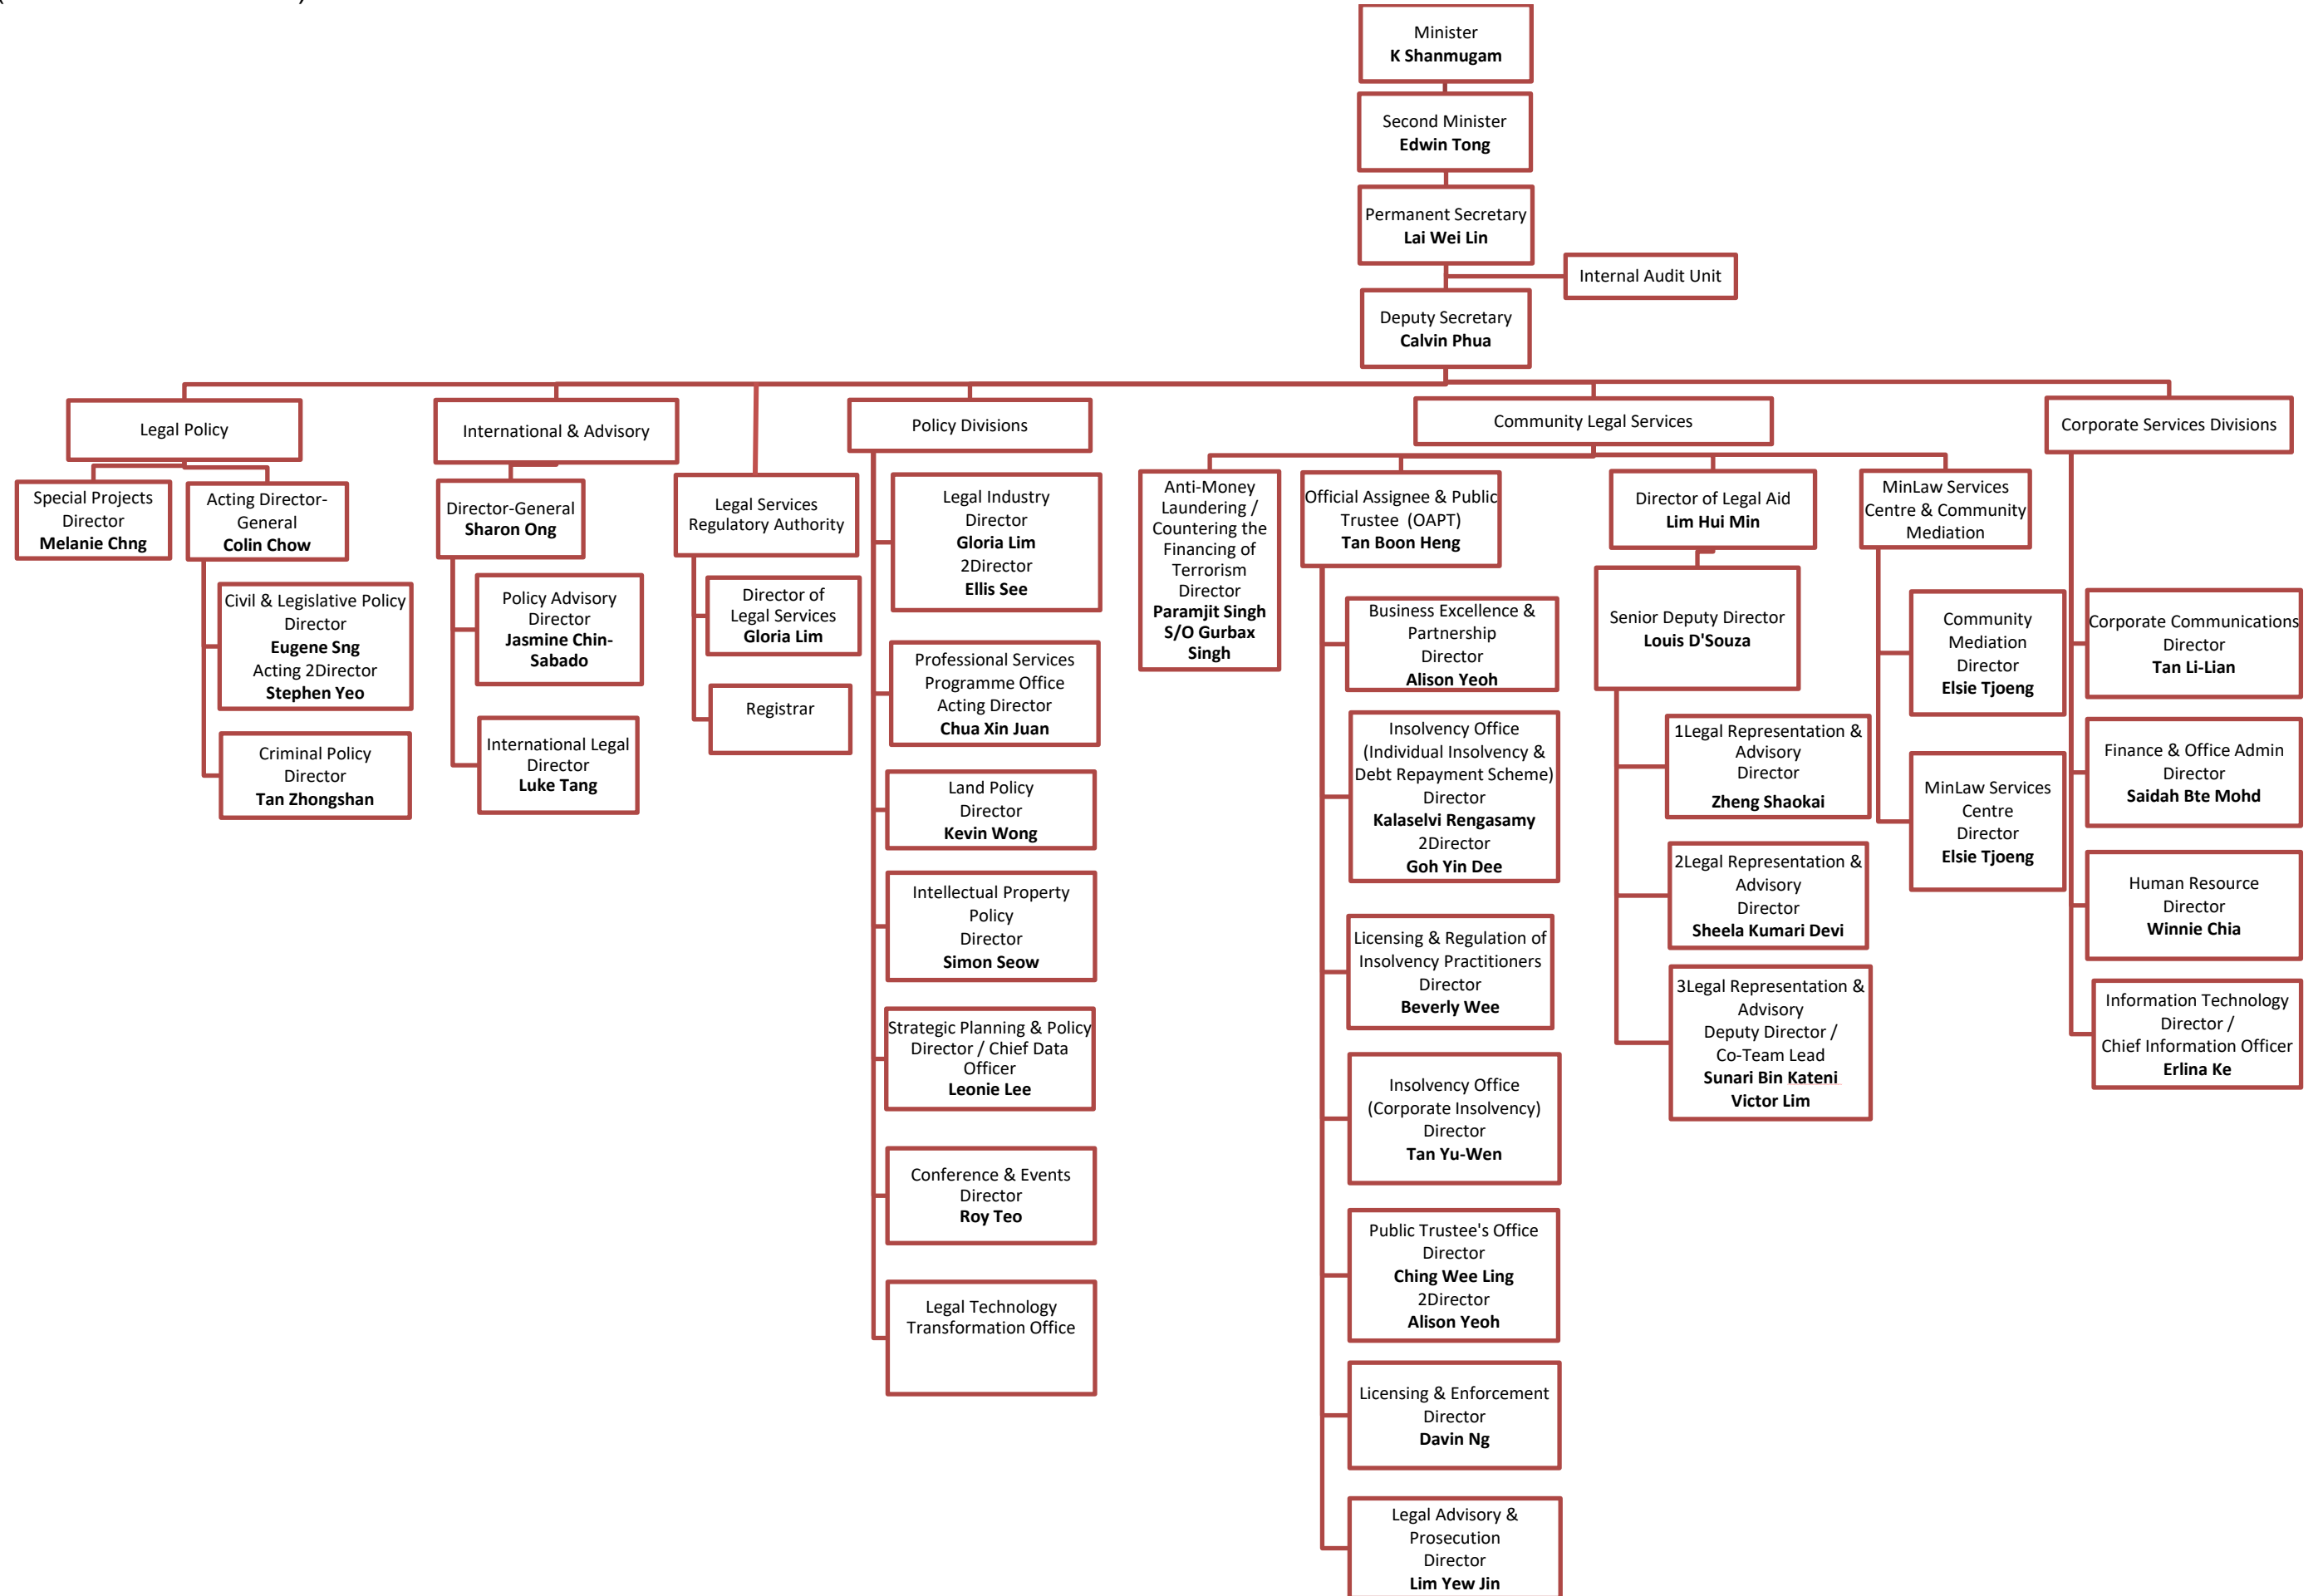 Minister
K Shanmugam
Second Minister
Edwin Tong
Permanent Secretary
Lai Wei Lin
Internal Audit Unit
Deputy Secretary
Calvin Phua
Legal Policy
Special Projects
Director
Melanie Chng
Acting Director-
General
Colin Chow
Civil & Legislative Policy
Director
Eugene Sng
Acting 2Director
Stephen Yeo
Criminal Policy
Director
Tan Zhongshan
International & Advisory
Director-General
Sharon Ong
Policy Advisory
Director
Jasmine Chin-
Sabado
International Legal
Director
Luke Tang
Legal Services
Regulatory Authority
Director of
Legal Services
Gloria Lim
Registrar
Policy Divisions
Legal Industry
Director
Gloria Lim
2Director
Ellis See
Professional Services
Programme Office
Acting Director
Chua Xin Juan
Land Policy
Director
Kevin Wong
Intellectual Property
Policy
Director
Simon Seow
Strategic Planning & Policy
Director / Chief Data
Officer
Leonie Lee
Conference & Events
Director
Roy Teo
Legal Technology
Transformation Office
Community Legal Services
Anti-Money
Laundering /
Countering the
Financing of
Terrorism
Director
Paramjit Singh
S/O Gurbax
Singh
Official Assignee & Public
Trustee (OAPT)
Tan Boon Heng
Business Excellence &
Partnership
Director
Alison Yeoh
Insolvency Office
(Individual Insolvency &
Debt Repayment Scheme)
Director
Kalaselvi Rengasamy
2Director
Goh Yin Dee
Licensing & Regulation of
Insolvency Practitioners
Director
Beverly Wee
Insolvency Office
(Corporate Insolvency)
Director
Tan Yu-Wen
Public Trustee's Office
Director
Ching Wee Ling
2Director
Alison Yeoh
Licensing & Enforcement
Director
Davin Ng
Legal Advisory &
Prosecution
Director
Lim Yew Jin
Director of Legal Aid
Lim Hui Min
Senior Deputy Director
Louis D'Souza
1Legal Representation &
Advisory
Director
Zheng Shaokai
2Legal Representation &
Advisory
Director
Sheela Kumari Devi
3Legal Representation &
Advisory
Deputy Director /
Co-Team Lead
Sunari Bin Kateni
Victor Lim
MinLaw Services
Centre & Community
Mediation
Community
Mediation
Director
Elsie Tjoeng
MinLaw Services
Centre
Director
Elsie Tjoeng
Corporate Services Divisions
Corporate Communications
Director
Tan Li-Lian
Finance & Office Admin
Director
Saidah Bte Mohd
Human Resource
Director
Winnie Chia
Information Technology
Director /
Chief Information Officer
Erlina Ke